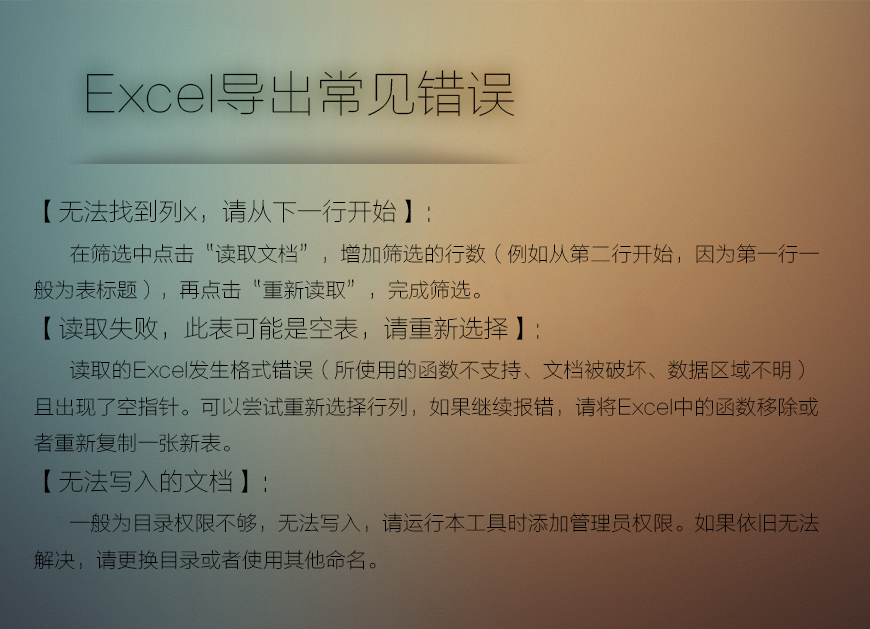 Excel导出常见错误
【无法找到列x，请从下一行开始】：
在筛选中点击“读取文档”，增加筛选的行数（例如从第二行开始，因为第一行一
般为表标题），再点击“重新读取”，完成筛选。
【读取失败，此表可能是空表，请重新选择】：
读取的Excel发生格式错误（所使用的函数不支持、文档被破坏、数据区域不明）
且出现了空指针。可以尝试重新选择行列，如果继续报错，请将Excel中的函数移除或
者重新复制一张新表。
【无法写入的文档】：
一般为目录权限不够，无法写入，请运行本工具时添加管理员权限。如果依旧无法
解决，请更换目录或者使用其他命名。